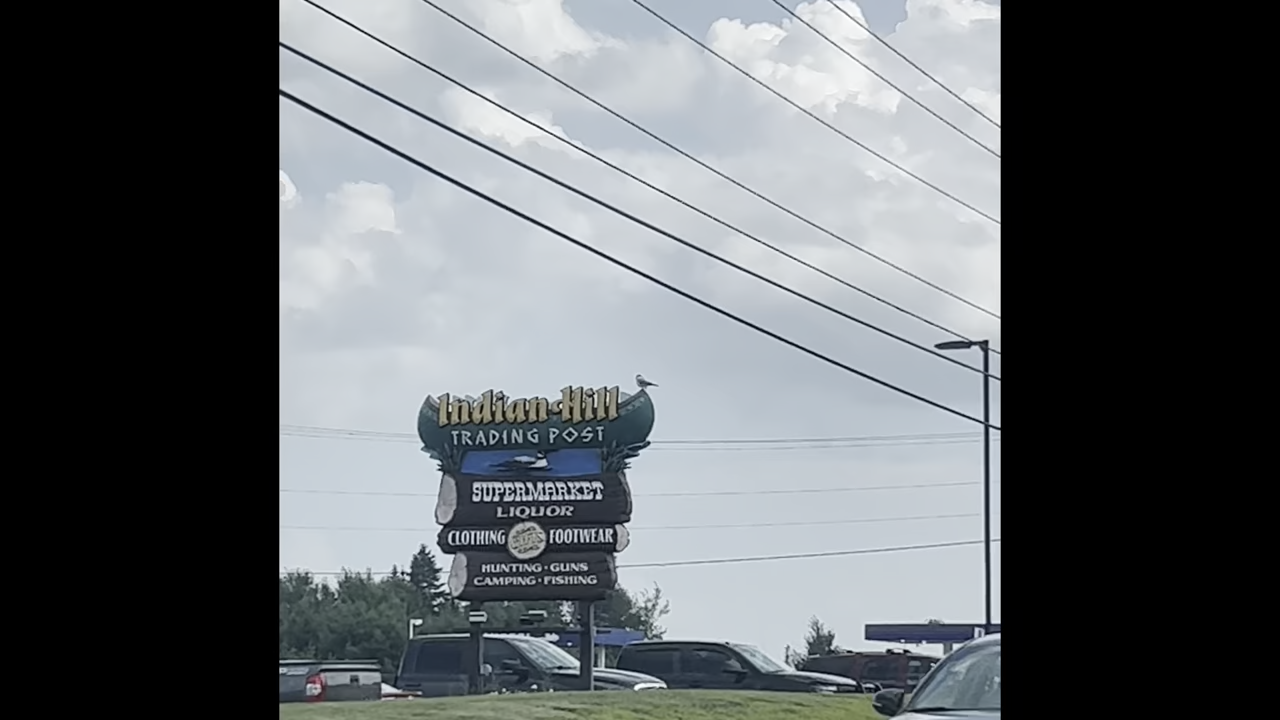 Indian Hill
TRADING POST
SUPERMARKET
LIQUOR
CLOTHING FOOTWEAR
HUNTING · GUNS
CAMPING · FISHING